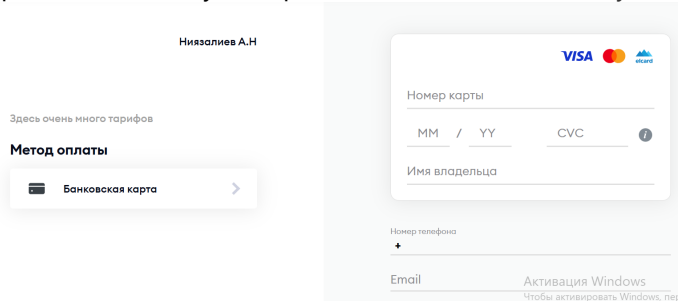 Ниязалиев А.Н
Здесь очень много тарифов
Метод оплаты
Банковская карта
VISA
elcard
Номер карты
MM / YY CVC
Имя владельца
Номер телефона
+
Email
Активация Windows
Чтобы активировать Windows,